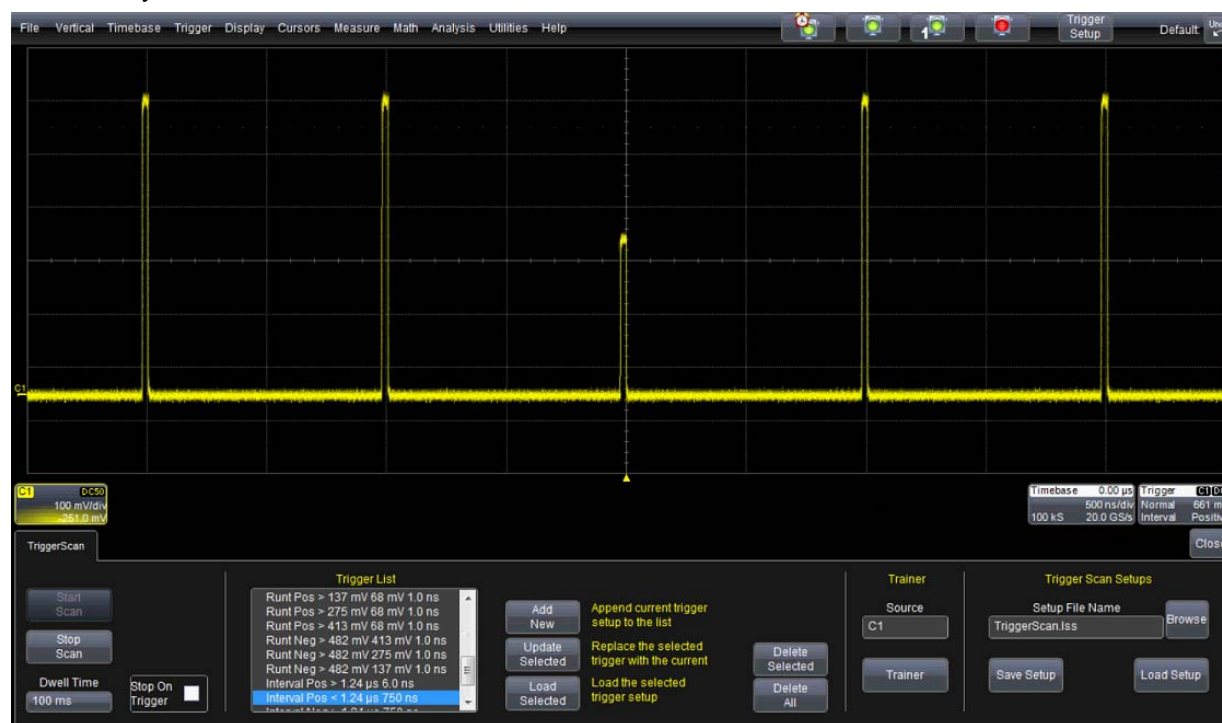 File Vertical Timebase Trigger Display Cursors Measure Math Analysis Utilities Help
1
Trigger
Setup
Default
C1
C1 DC50
100 mV/div
-251.0 mV
Timebase 0.00 µs
500 ns/div
100 kS 20.0 GS/s
Trigger C1
Normal 661
Interval
TriggerScan
Start
Scan
Stop
Scan
Dwell Time
100 ms
Stop On
Trigger
Trigger List
Runt Pos > 137 mV 68 mV 1.0 ns
Runt Pos > 275 mV 68 mV 1.0 ns
Runt Pos > 413 mV 68 mV 1.0 ns
Runt Neg > 482 mV 413 mV 1.0 ns
Runt Neg > 482 mV 275 mV 1.0 ns
Runt Neg > 482 mV 137 mV 1.0 ns
Interval Pos > 1.24 µs 6.0 ns
Interval Pos < 1.24 µs 750 ns
Add
New
Append current trigger
setup to the list
Update
Selected
Replace the selected
trigger with the current
Load
Selected
Load the selected
trigger setup
Delete
Selected
Delete
All
Trainer
Source
C1
Trainer
Trigger Scan Setups
Setup File Name
TriggerScan.lss
Browse
Save Setup
Load Setup